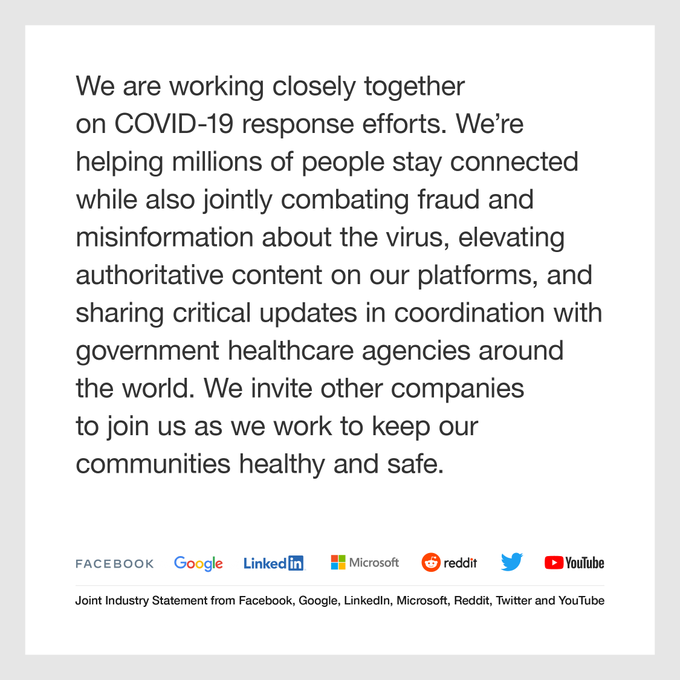 We are working closely together
on COVID-19 response efforts. We’re
helping millions of people stay connected
while also jointly combating fraud and
misinformation about the virus, elevating
authoritative content on our platforms, and
sharing critical updates in coordination with
government healthcare agencies around
the world. We invite other companies
to join us as we work to keep our
communities healthy and safe.
FACEBOOK Google Linked in Microsoft reddit YouTube
Joint Industry Statement from Facebook, Google, LinkedIn, Microsoft, Reddit, Twitter and YouTube